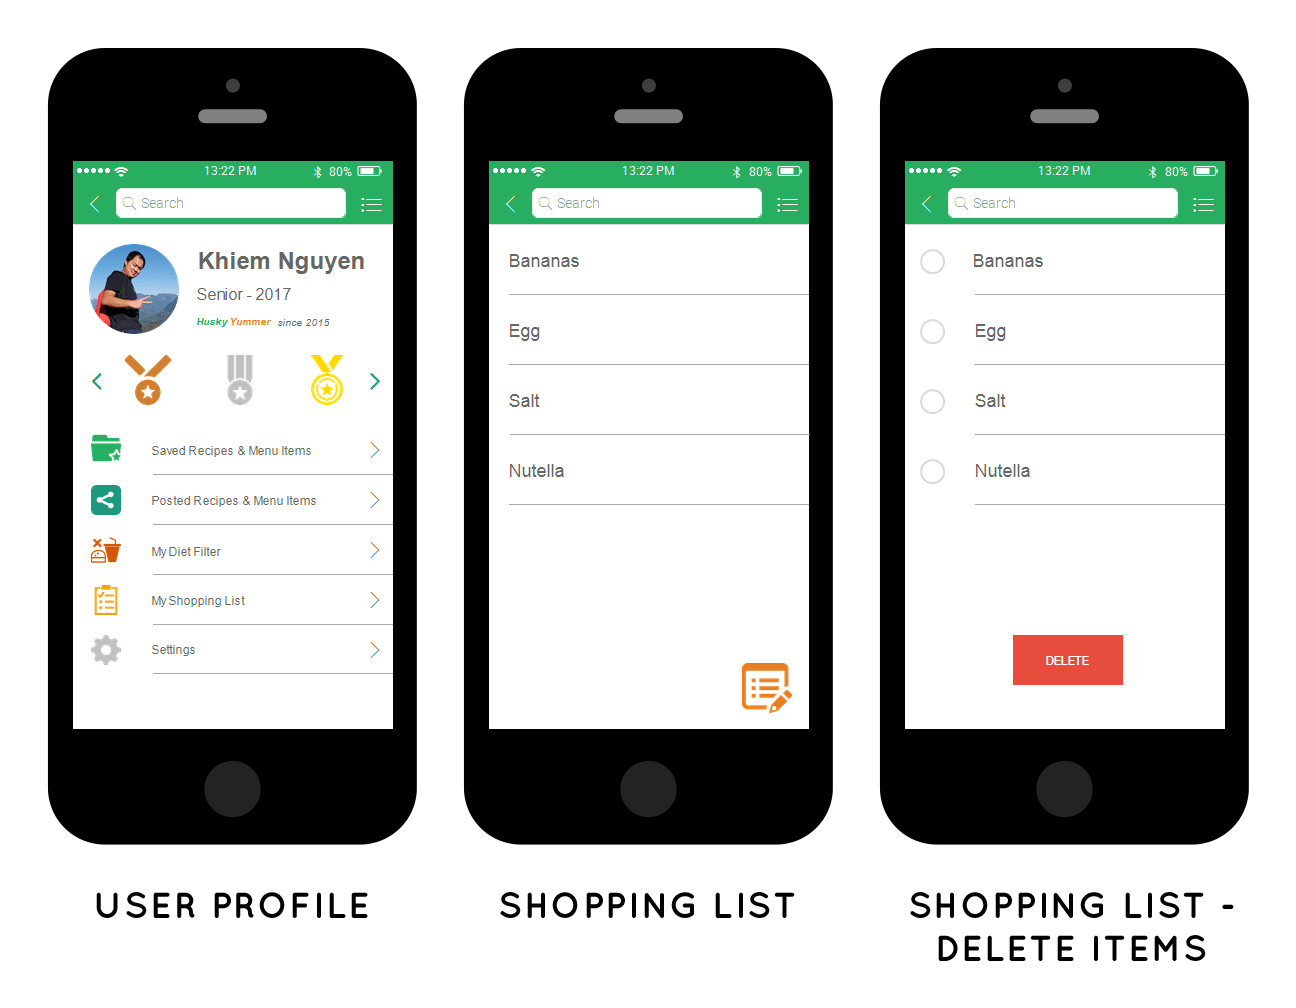 13:22 PM 80%
Search
Khiem Nguyen
Senior - 2017
Husky Yummer since 2015
Saved Recipes & Menu Items
Posted Recipes & Menu Items
My Diet Filter
My Shopping List
Settings
USER PROFILE
13:22 PM 80%
Search
Bananas
Egg
Salt
Nutella
SHOPPING LIST
13:22 PM 80%
Search
Bananas
Egg
Salt
Nutella
DELETE
SHOPPING LIST -
DELETE ITEMS